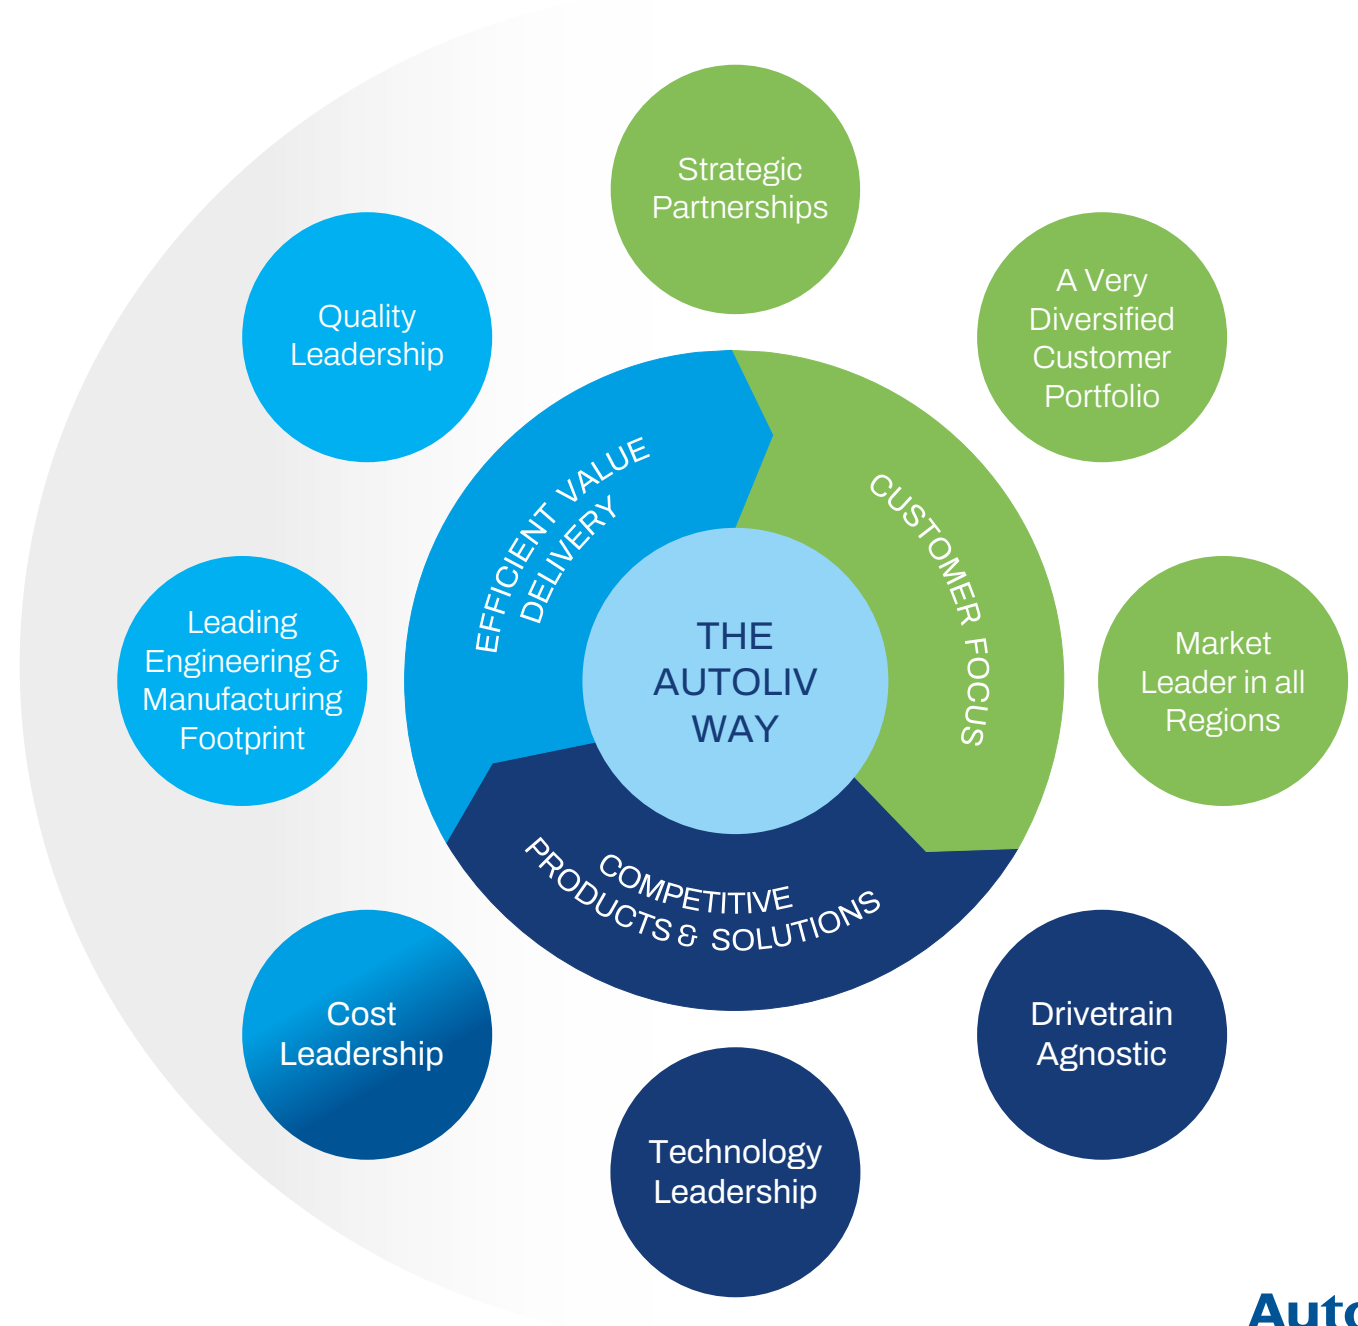 Strategic
Partnerships
A Very
Diversified
Customer
Portfolio
Quality
Leadership
EFFICIENT VALUE
DELIVERY
CUSTOMER FOCUS
THE
AUTOLIV
WAY
Leading
Engineering &
Manufacturing
Footprint
Market
Leader in all
Regions
COMPETITIVE
PRODUCTS & SOLUTIONS
Cost
Leadership
Drivetrain
Agnostic
Technology
Leadership